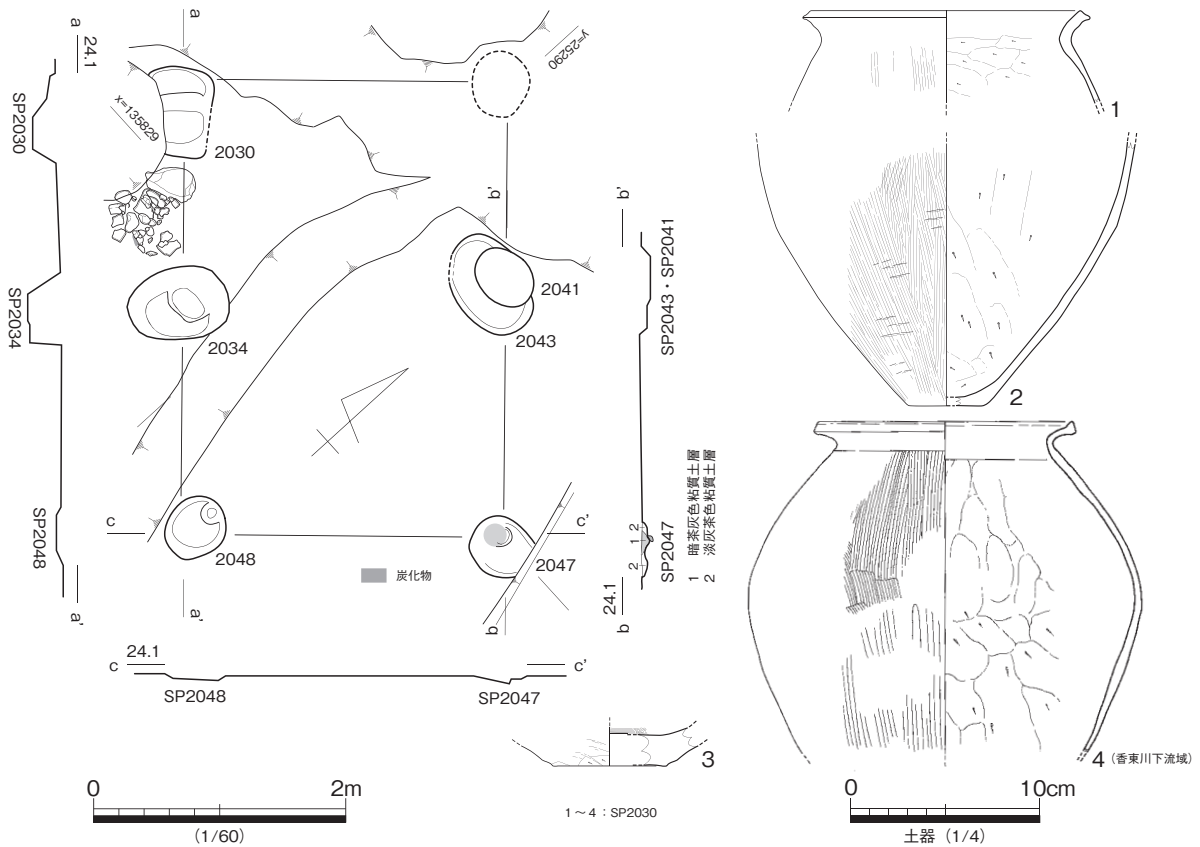 a
24.1
a
SP2030
x=135829
2030
y=25290
b'
b'
2041
2043
SP2043・SP2041
SP2034
2034
SP2048
c
2048
c'
2047
炭化物
2
1
2
SP2047
1 暗茶灰色粘質土層
2 淡灰茶色粘質土層
24.1
b
b
a'
a'
c
24.1
c'
SP2048
SP2047
1
2
3
4 (香東川下流域)
1～4：SP2030
0 2m
(1/60)
0 10cm
土器 (1/4)